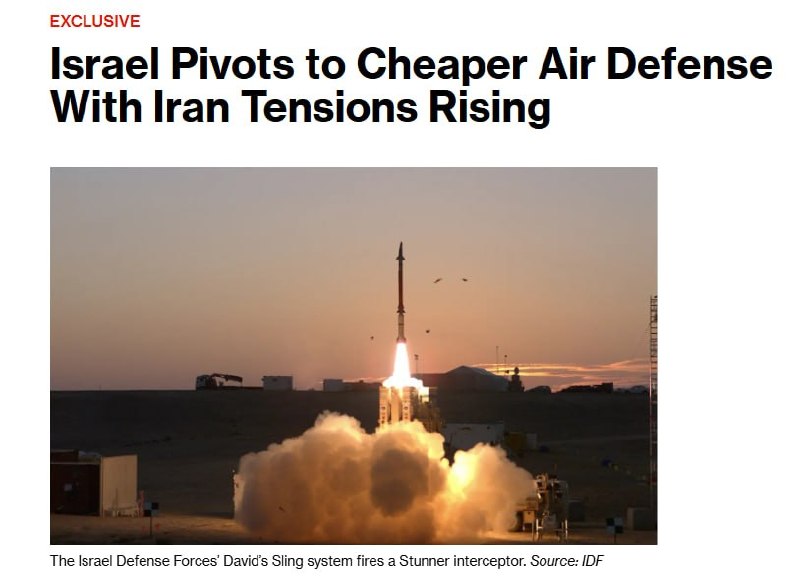 EXCLUSIVE
Israel Pivots to Cheaper Air Defense
With Iran Tensions Rising
The Israel Defense Forces' David's Sling system fires a Stunner interceptor. Source: IDF